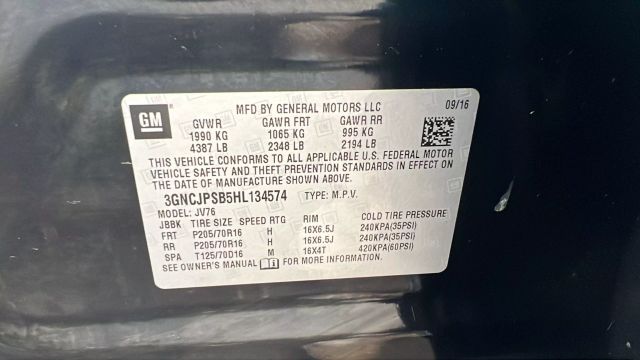 GM
MFD BY GENERAL MOTORS LLC 09/16
GVWR GAWR FRT GAWR RR
1990 KG 1065 KG 995 KG
4387 LB 2348 LB 2194 LB
THIS VEHICLE CONFORMS TO ALL APPLICABLE U.S. FEDERAL MOTOR
VEHICLE SAFETY AND THEFT PREVENTION STANDARDS IN EFFECT ON
THE DATE OF MANUFACTURE SHOWN ABOVE.
3GNCJPSB5HL134574 TYPE: M.P.V.
MODEL: JV76
JBBK TIRE SIZE SPEED RTG RIM COLD TIRE PRESSURE
FRT P205/70R16 H 16X6.5J 240KPA(35PSI)
RR P205/70R16 H 16X6.5J 240KPA(35PSI)
SPA T125/70D16 M 16X4T 420KPA(60PSI)
SEE OWNER'S MANUAL FOR MORE INFORMATION.